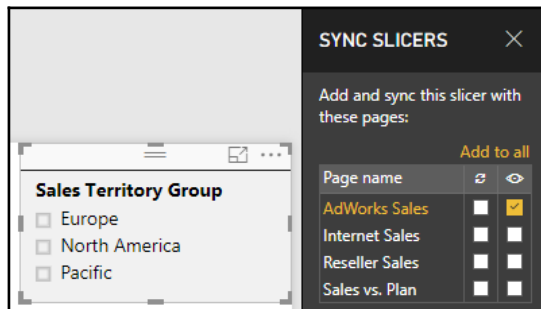 Sales Territory Group
Europe
North America
Pacific
SYNC SLICERS
Add and sync this slicer with
these pages:
Add to all
Page name
AdWorks Sales
Internet Sales
Reseller Sales
Sales vs. Plan